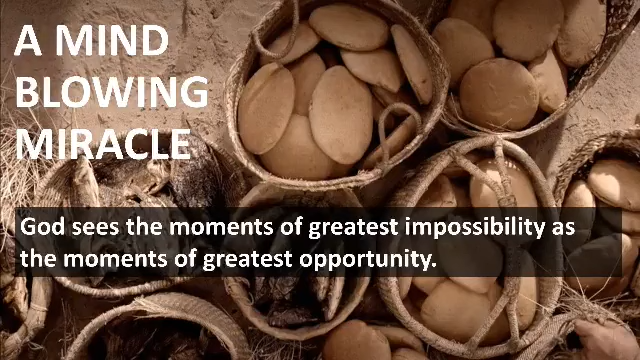 A MIND
BLOWING
MIRACLE
God sees the moments of greatest impossibility as
the moments of greatest opportunity.